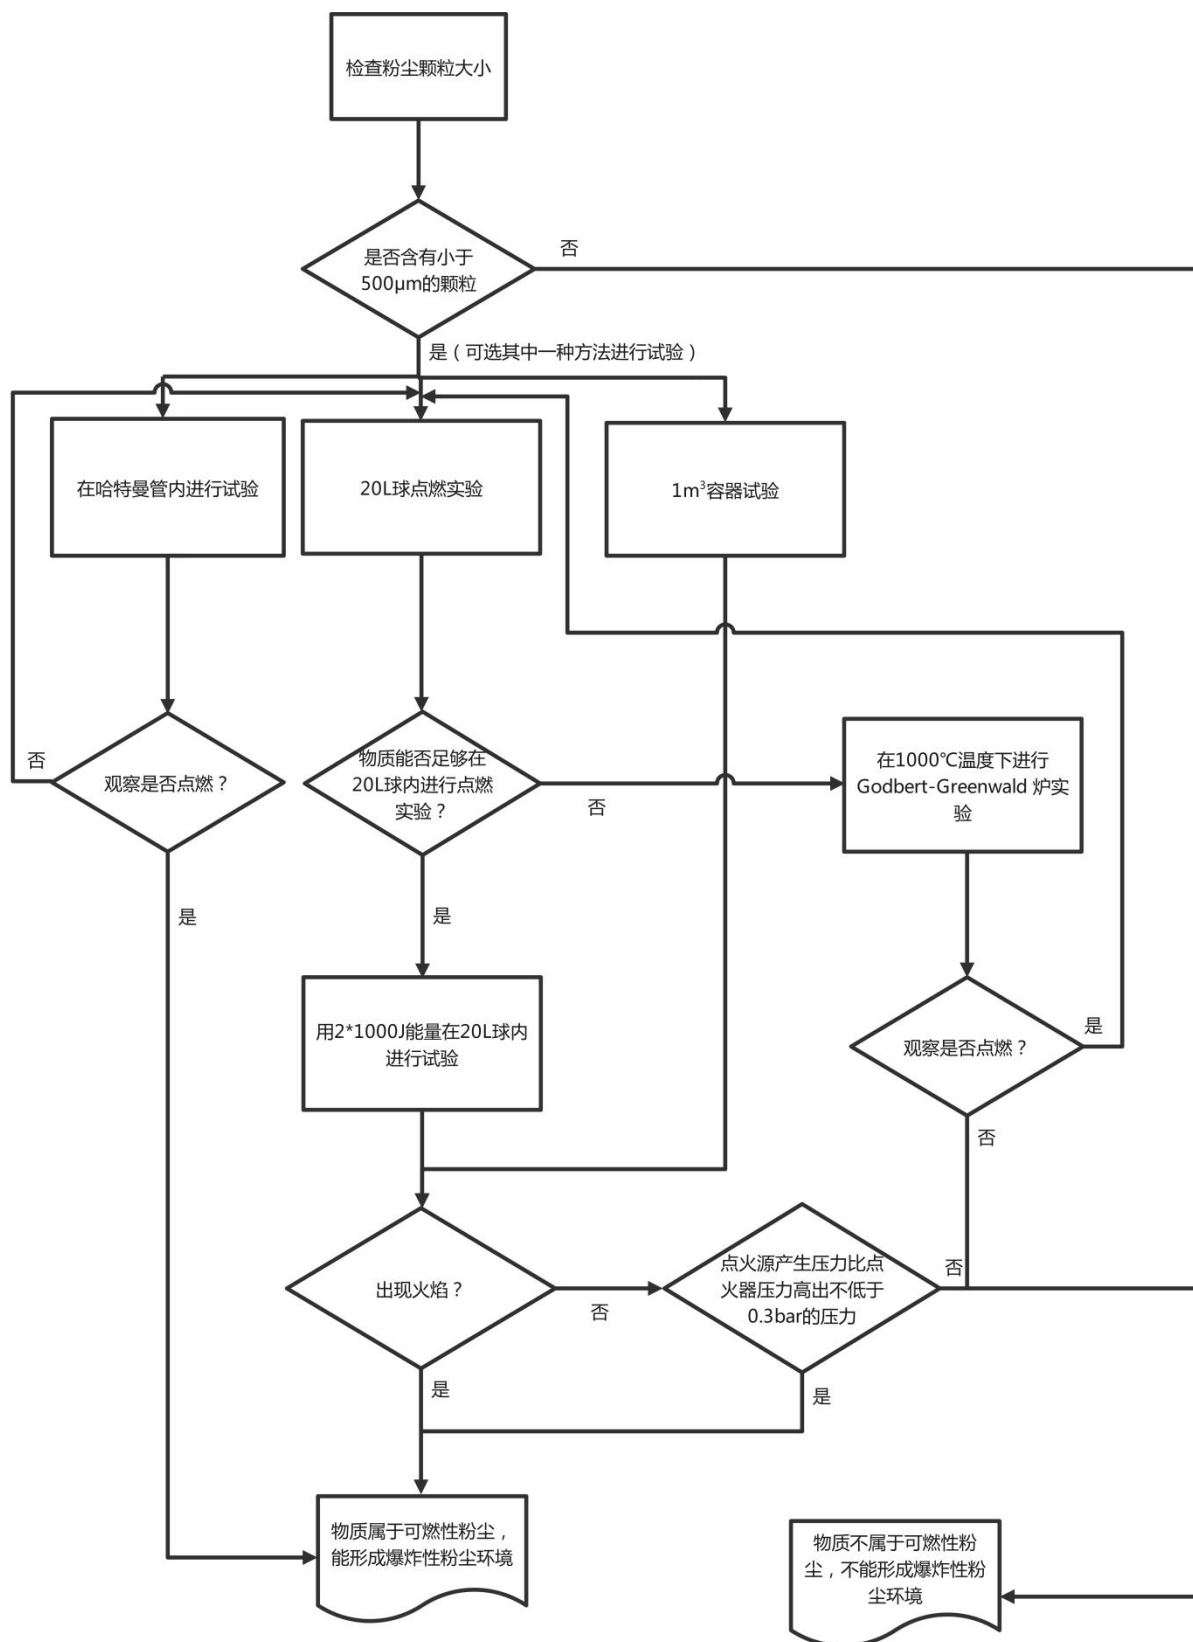 检查粉尘颗粒大小
是否含有小于
500μm的颗粒
否
是（可选其中一种方法进行试验）
在哈特曼管内进行试验
20L球点燃实验
1m³容器试验
否
观察是否点燃？
物质能否足够在
20L球内进行点燃
实验？
否
在1000℃温度下进行
Godbert-Greenwald 炉实
验
是
是
用2*1000J能量在20L球内
进行试验
观察是否点燃？
是
否
出现火焰？
否
点火源产生压力比点
火器压力高出不低于
0.3bar的压力
否
是
是
物质属于可燃性粉尘，
能形成爆炸性粉尘环境
物质不属于可燃性粉
尘，不能形成爆炸性粉
尘环境